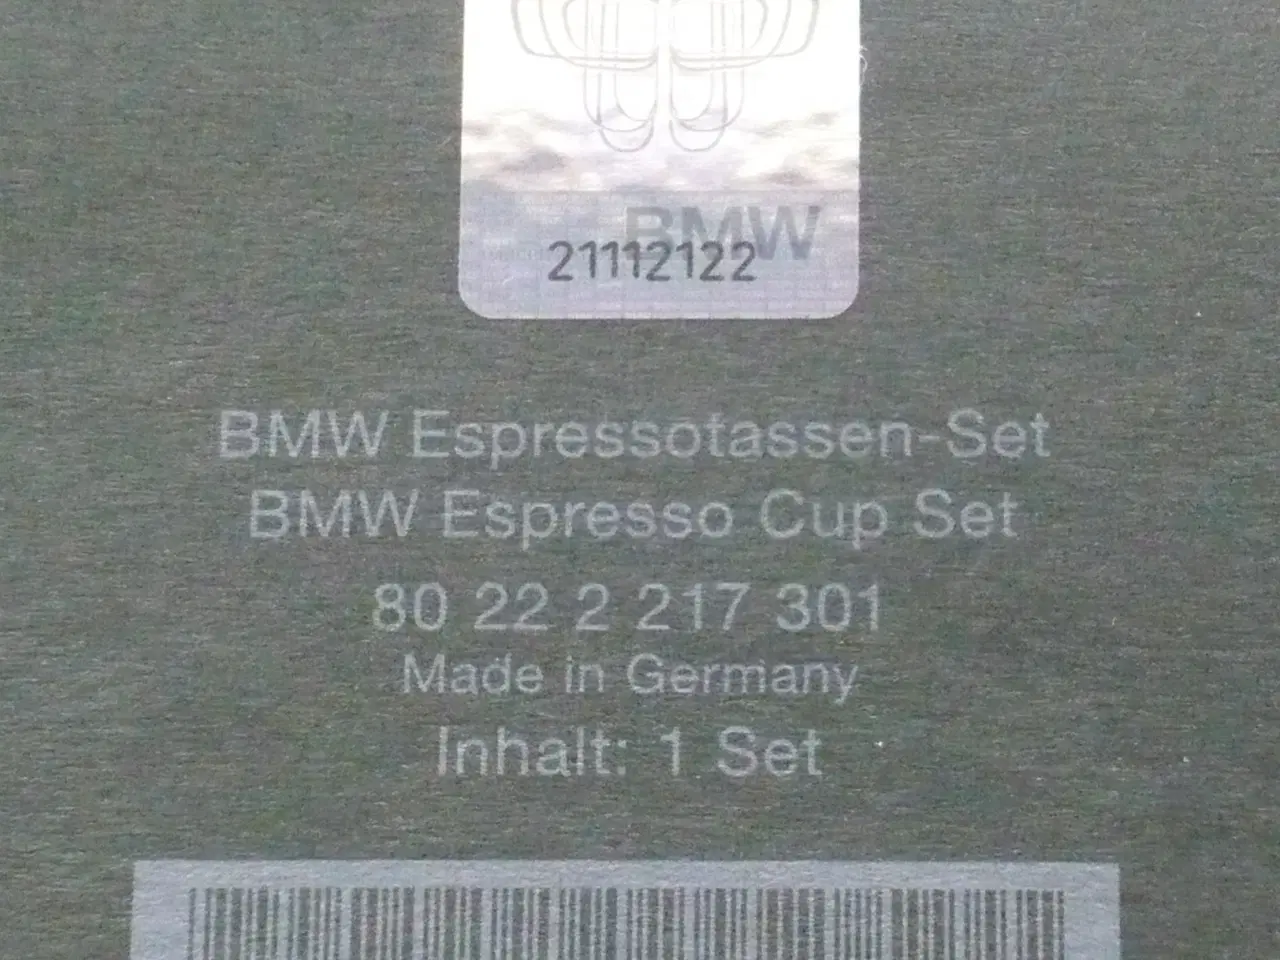 BMW
21112122
BMW Espressotassen-Set
BMW Espresso Cup Set
80 22 2 217 301
Made in Germany
Inhalt: 1 Set